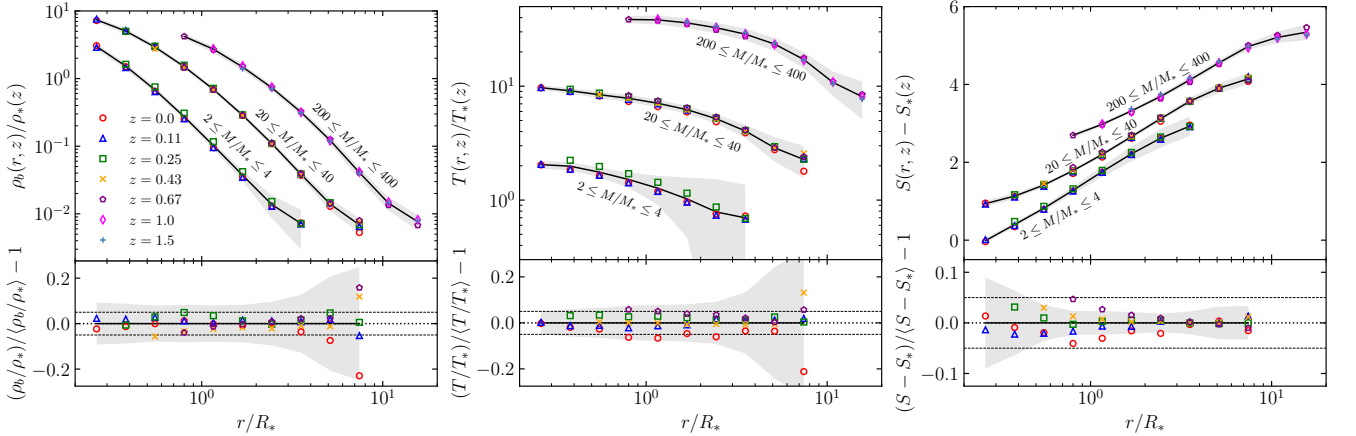 10^1
10^0
10^{-1}
10^{-2}
ρ_b(r, z)/ρ_*(z)
200 ≤ M/M_* ≤ 400
20 ≤ M/M_* ≤ 40
2 ≤ M/M_* ≤ 4
z = 0.0
z = 0.11
z = 0.25
z = 0.43
z = 0.67
z = 1.0
z = 1.5
0.2
0.0
−0.2
(ρ_b/ρ_*)/⟨ρ_b/ρ_*⟩ − 1
10^0
10^1
r/R_*
10^1
10^0
T(r, z)/T_*(z)
200 ≤ M/M_* ≤ 400
20 ≤ M/M_* ≤ 40
2 ≤ M/M_* ≤ 4
0.2
0.0
−0.2
(T/T_*)/⟨T/T_*⟩ − 1
10^0
10^1
r/R_*
6
4
2
0
S(r, z) − S_*(z)
200 ≤ M/M_* ≤ 400
20 ≤ M/M_* ≤ 40
2 ≤ M/M_* ≤ 4
0.1
0.0
−0.1
(S − S_*)/⟨S − S_*⟩ − 1
10^0
10^1
r/R_*